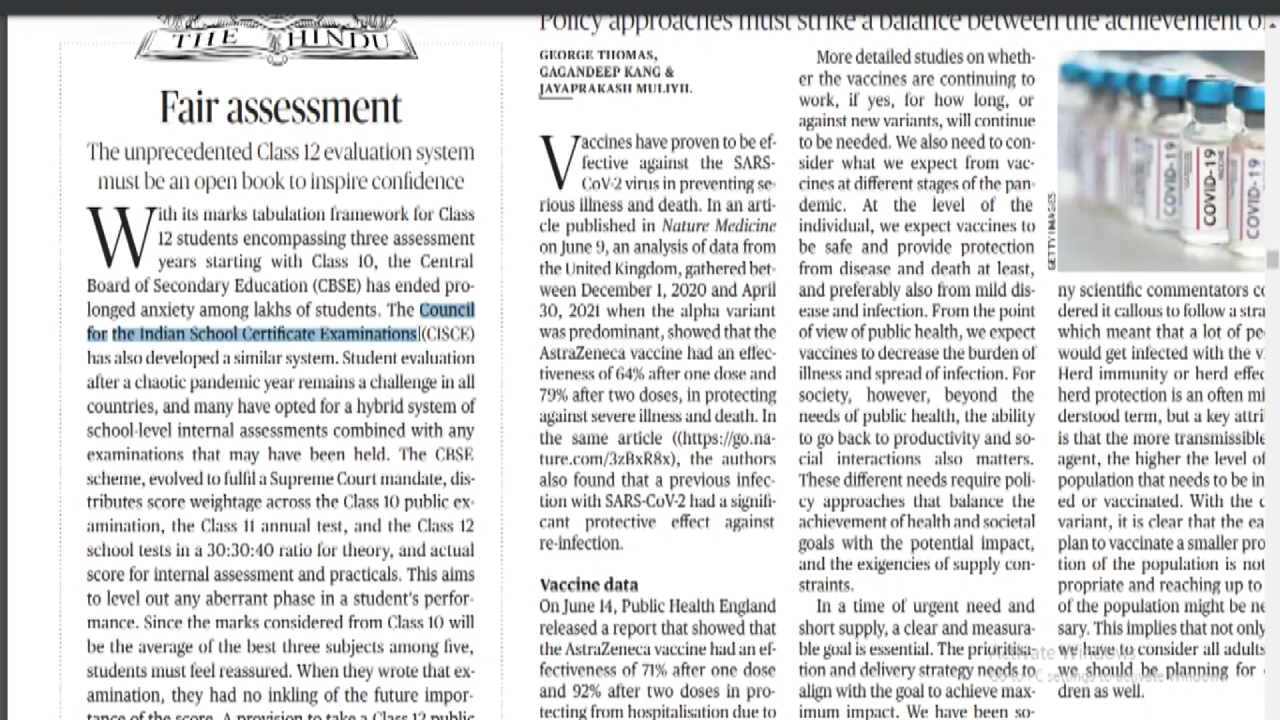 Policy approaches must strike a balance between the achievement
THE HINDU
Fair assessment
The unprecedented Class 12 evaluation system
must be an open book to inspire confidence
With its marks tabulation framework for Class
12 students encompassing three assessment
years starting with Class 10, the Central
Board of Secondary Education (CBSE) has ended pro-
longed anxiety among lakhs of students. The Council
for the Indian School Certificate Examinations (CISCE)
has also developed a similar system. Student evaluation
after a chaotic pandemic year remains a challenge in all
countries, and many have opted for a hybrid system of
school-level internal assessments combined with any
examinations that may have been held. The CBSE
scheme, evolved to fulfil a Supreme Court mandate, dis-
tributes score weightage across the Class 10 public ex-
amination, the Class 11 annual test, and the Class 12
school tests in a 30:30:40 ratio for theory, and actual
score for internal assessment and practicals. This aims
to level out any aberrant phase in a student's perfor-
mance. Since the marks considered from Class 10 will
be the average of the best three subjects among five,
students must feel reassured. When they wrote that ex-
amination, they had no inkling of the future impor-
tance of the score. A provision to take a Class 12 public
GEORGE THOMAS,
GAGANDEEP KANG &
JAYAPRAKASH MULIYIL
Vaccines have proven to be ef-
fective against the SARS-
CoV-2 virus in preventing se-
rious illness and death. In an arti-
cle published in Nature Medicine
on June 9, an analysis of data from
the United Kingdom, gathered bet-
ween December 1, 2020 and April
30, 2021 when the alpha variant
was predominant, showed that the
AstraZeneca vaccine had an effec-
tiveness of 64% after one dose and
79% after two doses, in protecting
against severe illness and death. In
the same article ((https://go.na-
ture.com/3zBxR8x), the authors
also found that a previous infec-
tion with SARS-CoV-2 had a signifi-
cant protective effect against
re-infection.
Vaccine data
On June 14, Public Health England
released a report that showed that
the AstraZeneca vaccine had an ef-
fectiveness of 71% after one dose
and 92% after two doses in pro-
tecting from hospitalisation due to
More detailed studies on wheth-
er the vaccines are continuing to
work, if yes, for how long, or
against new variants, will continue
to be needed. We also need to con-
sider what we expect from vac-
cines at different stages of the pan-
demic. At the level of the
individual, we expect vaccines to
be safe and provide protection
from disease and death at least,
and preferably also from mild dis-
ease and infection. From the point
of view of public health, we expect
vaccines to decrease the burden of
illness and spread of infection. For
society, however, beyond the
needs of public health, the ability
to go back to productivity and so-
cial interactions also matters.
These different needs require poli-
cy approaches that balance the
achievement of health and societal
goals with the potential impact,
and the exigencies of supply con-
straints.
In a time of urgent need and
short supply, a clear and measura-
ble goal is essential. The prioritisa-
tion and delivery strategy needs to
align with the goal to achieve max-
imum impact. We have been so-
GETTY IMAGES
COVID-19
COVID-19
COVID-19
ny scientific commentators co
dered it callous to follow a stra
which meant that a lot of pe
would get infected with the v
Herd immunity or herd effec
herd protection is an often mi
derstood term, but a key attri
is that the more transmissible
agent, the higher the level of
population that needs to be in
ed or vaccinated. With the
variant, it is clear that the ea
plan to vaccinate a smaller pro
tion of the population is not
propriate and reaching up to
of the population might be ne
sary. This implies that not only
we have to consider all adults
should be planning for
dren as well.
Activate Windows
Go to PC settings to activate Windows.